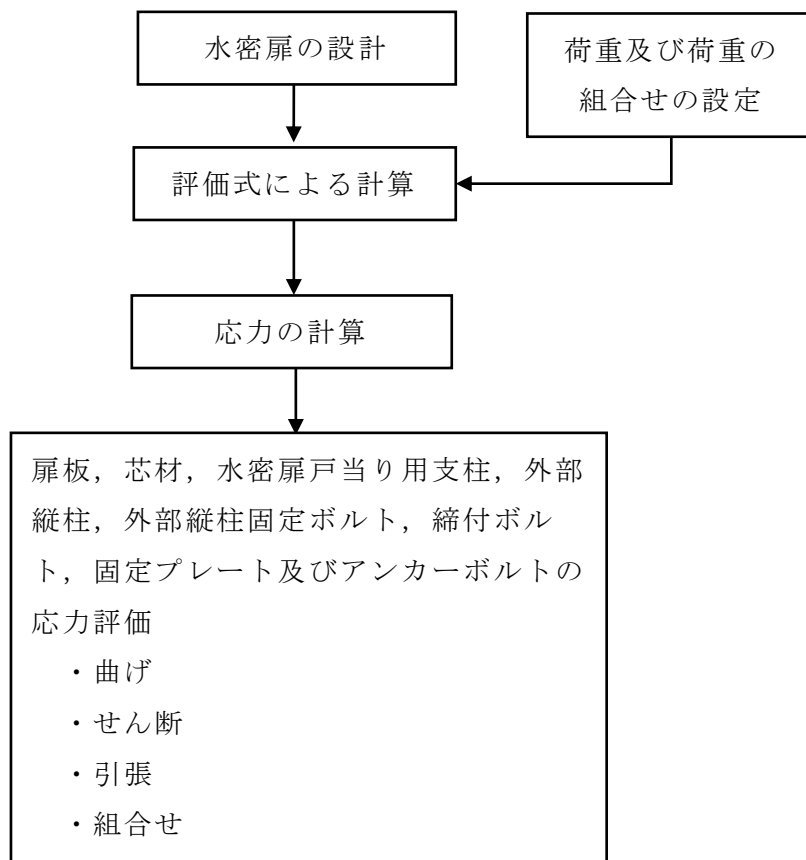 水密扉の設計
荷重及び荷重の
組合せの設定
評価式による計算
応力の計算
扉板，芯材，水密扉戸当り用支柱，外部
縦柱，外部縦柱固定ボルト，締付ボル
ト，固定プレート及びアンカーボルトの
応力評価
・曲げ
・せん断
・引張
・組合せ